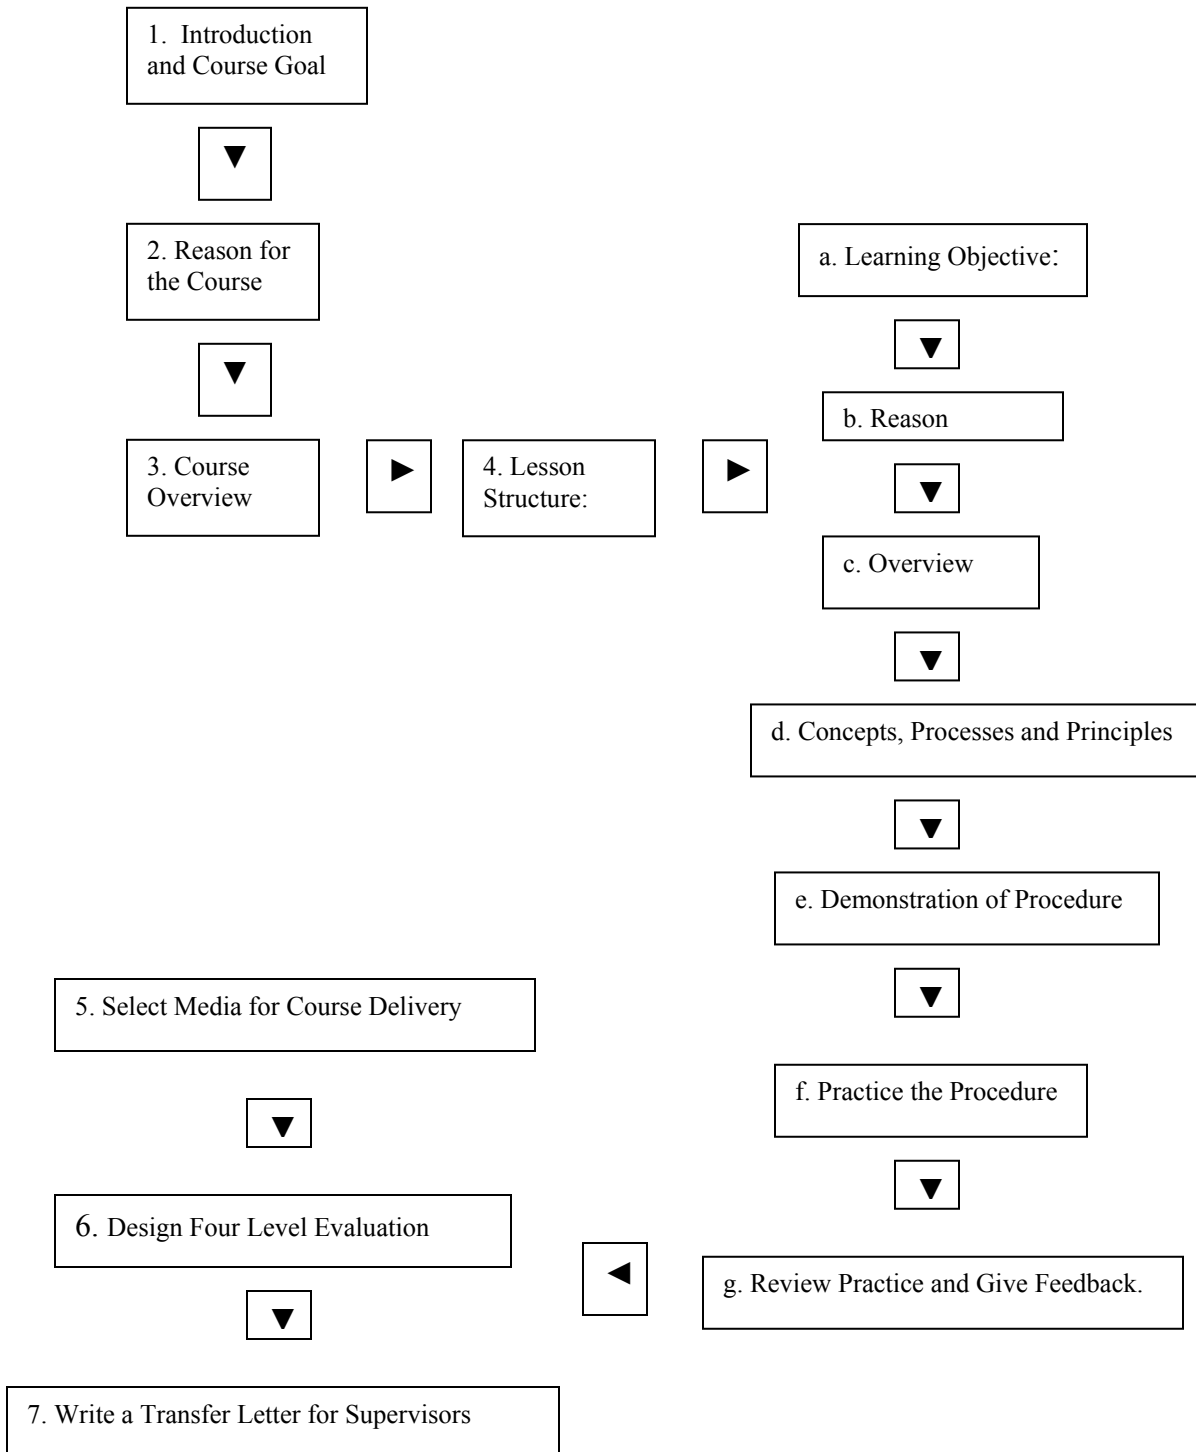 1. Introduction
and Course Goal
2. Reason for
the Course
3. Course
Overview
4. Lesson
Structure:
a. Learning Objective:
b. Reason
c. Overview
d. Concepts, Processes and Principles
e. Demonstration of Procedure
f. Practice the Procedure
g. Review Practice and Give Feedback.
5. Select Media for Course Delivery
6. Design Four Level Evaluation
7. Write a Transfer Letter for Supervisors